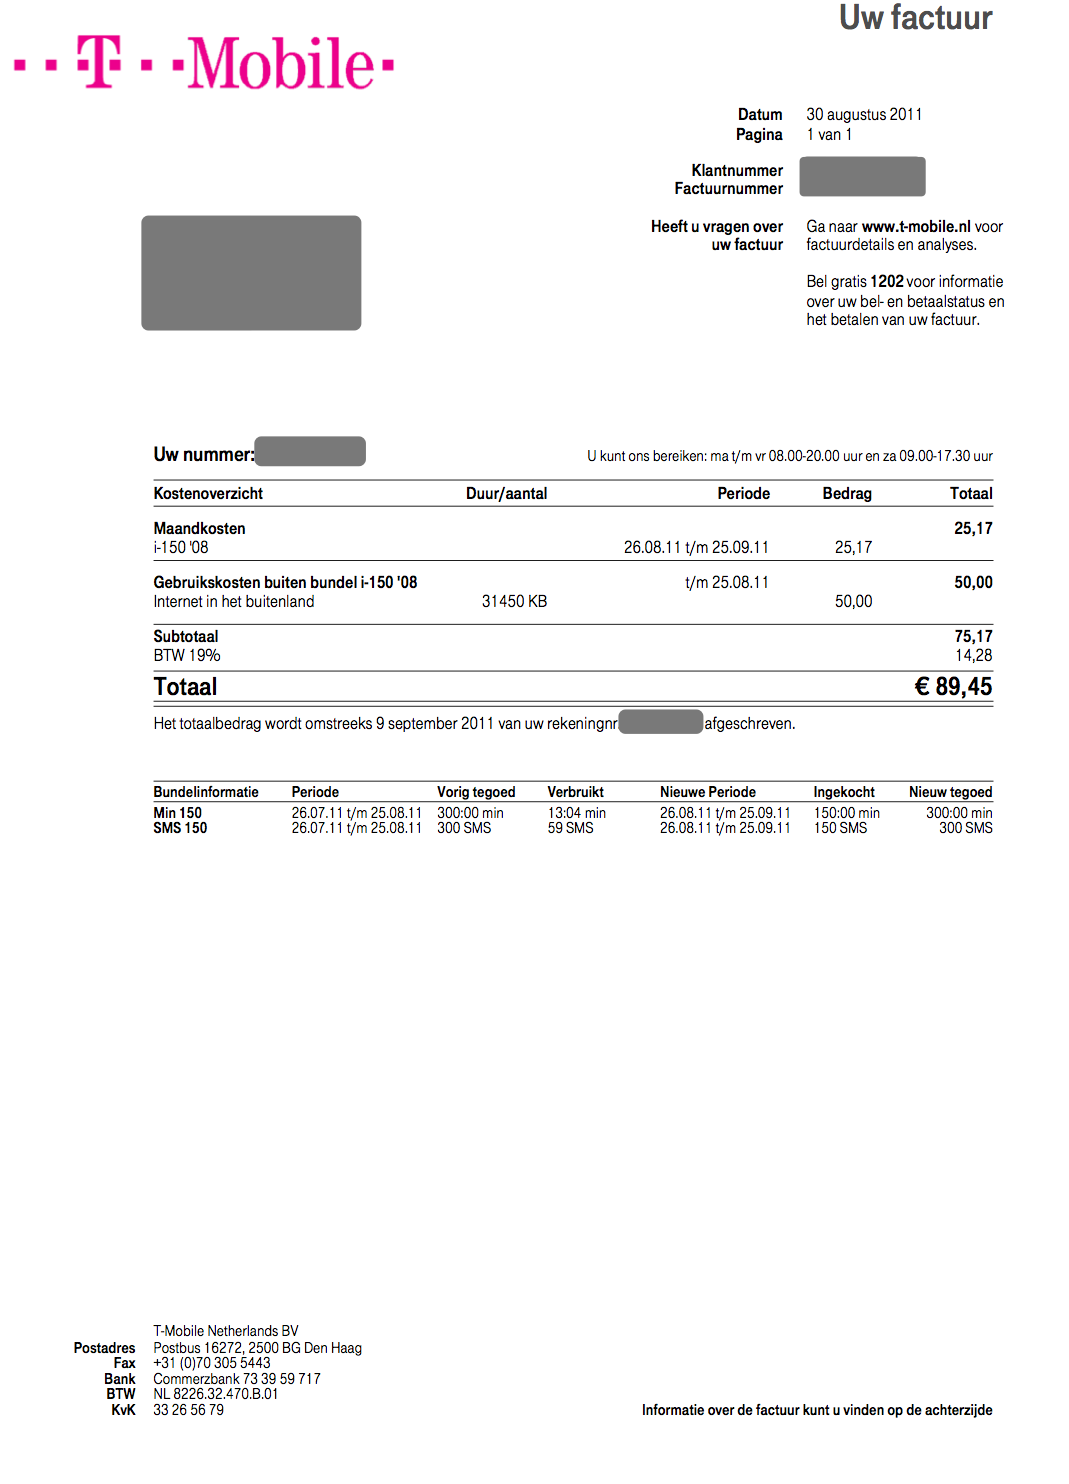 Uw factuur
T Mobile
Datum 30 augustus 2011
Pagina 1 van 1
Klantnummer
Factuurnummer
Heeft u vragen over Ga naar www.t-mobile.nl voor
uw factuur factuurdetails en analyses.
Bel gratis 1202 voor informatie
over uw bel- en betaalstatus en
het betalen van uw factuur.
Uw nummer: U kunt ons bereiken: ma t/m vr 08.00-20.00 uur en za 09.00-17.30 uur
Kostenoverzicht Duur/aantal Periode Bedrag Totaal
Maandkosten 25,17
i-150 '08 26.08.11 t/m 25.09.11 25,17
Gebruikskosten buiten bundel i-150 '08 t/m 25.08.11 50,00
Internet in het buitenland 31450 KB 50,00
Subtotaal 75,17
BTW 19% 14,28
Totaal € 89,45
Het totaalbedrag wordt omstreeks 9 september 2011 van uw rekeningnr afgeschreven.
Bundelinformatie Periode Vorig tegoed Verbruikt Nieuwe Periode Ingekocht Nieuw tegoed
Min 150 26.07.11 t/m 25.08.11 300:00 min 13:04 min 26.08.11 t/m 25.09.11 150:00 min 300:00 min
SMS 150 26.07.11 t/m 25.08.11 300 SMS 59 SMS 26.08.11 t/m 25.09.11 150 SMS 300 SMS
T-Mobile Netherlands BV
Postadres Postbus 16272, 2500 BG Den Haag
Fax +31 (0)70 305 5443
Bank Commerzbank 73 39 59 717
BTW NL 8226.32.470.B.01
KvK 33 26 56 79
Informatie over de factuur kunt u vinden op de achterzijde